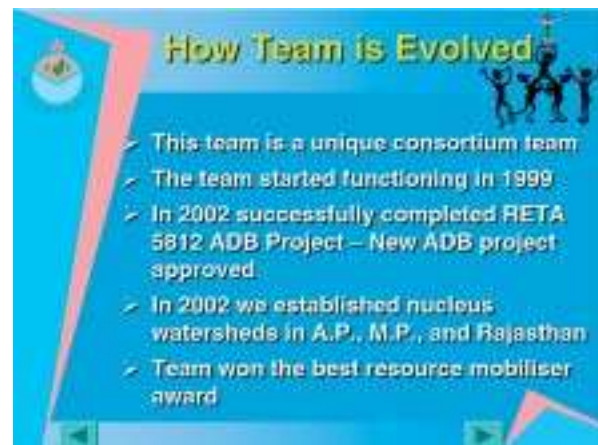 How Team is Evolved
➢ This team is a unique consortium team
➢ The team started functioning in 1999
➢ In 2002 successfully completed RETA
5812 ADB Project – New ADB project
approved
➢ In 2002 we established nucleus
watersheds in A.P., M.P., and Rajasthan
➢ Team won the best resource mobiliser
award